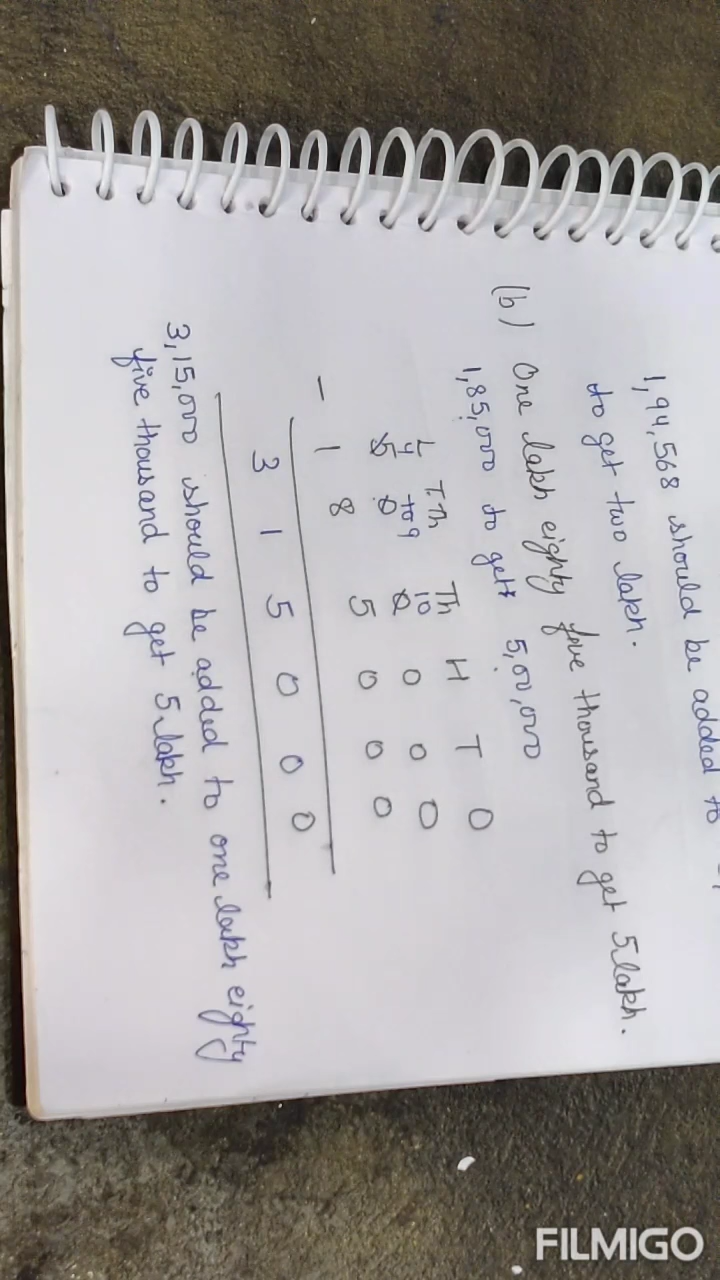 1,94,568 should be added to
to get two lakh.
(b) One lakh eighty five thousand to get 5 lakh.
1,85,000 to get 5,00,000
L T.Th Th H T O
4 10 9 10
5 0 0 0 0 0
- 1 8 5 0 0 0
3 1 5 0 0 0
3,15,000 should be added to one lakh eighty
five thousand to get 5 lakh.
FILMIGO